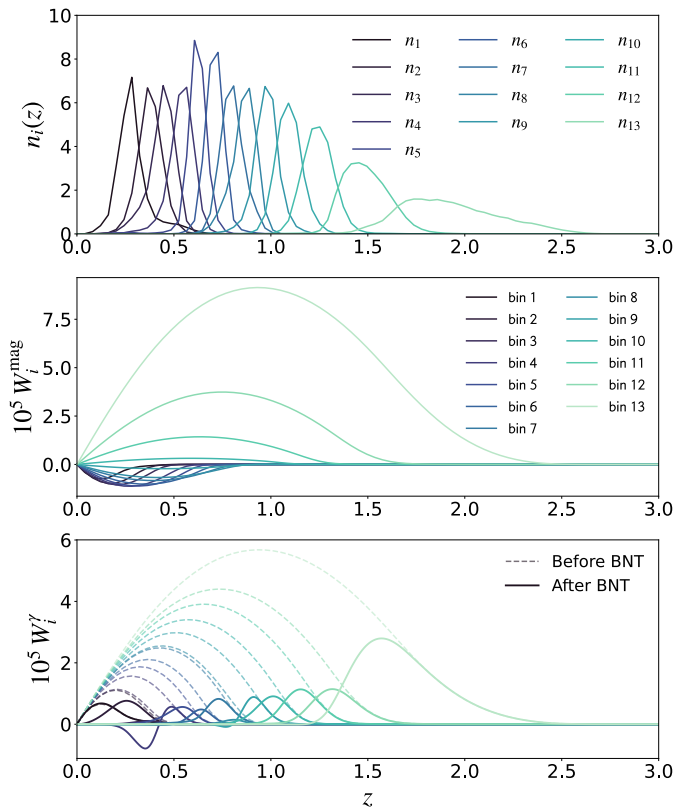 10
8
6
4
2
0
n_i(z)
n_1 n_6 n_10
n_2 n_7 n_11
n_3 n_8 n_12
n_4 n_9 n_13
n_5
0.0 0.5 1.0 1.5 2.0 2.5 3.0
7.5
5.0
2.5
0.0
10^5 W_i^mag
bin 1 bin 8
bin 2 bin 9
bin 3 bin 10
bin 4 bin 11
bin 5 bin 12
bin 6 bin 13
bin 7
0.0 0.5 1.0 1.5 2.0 2.5 3.0
6
4
2
0
10^5 W_i^γ
Before BNT
After BNT
0.0 0.5 1.0 1.5 2.0 2.5 3.0
z